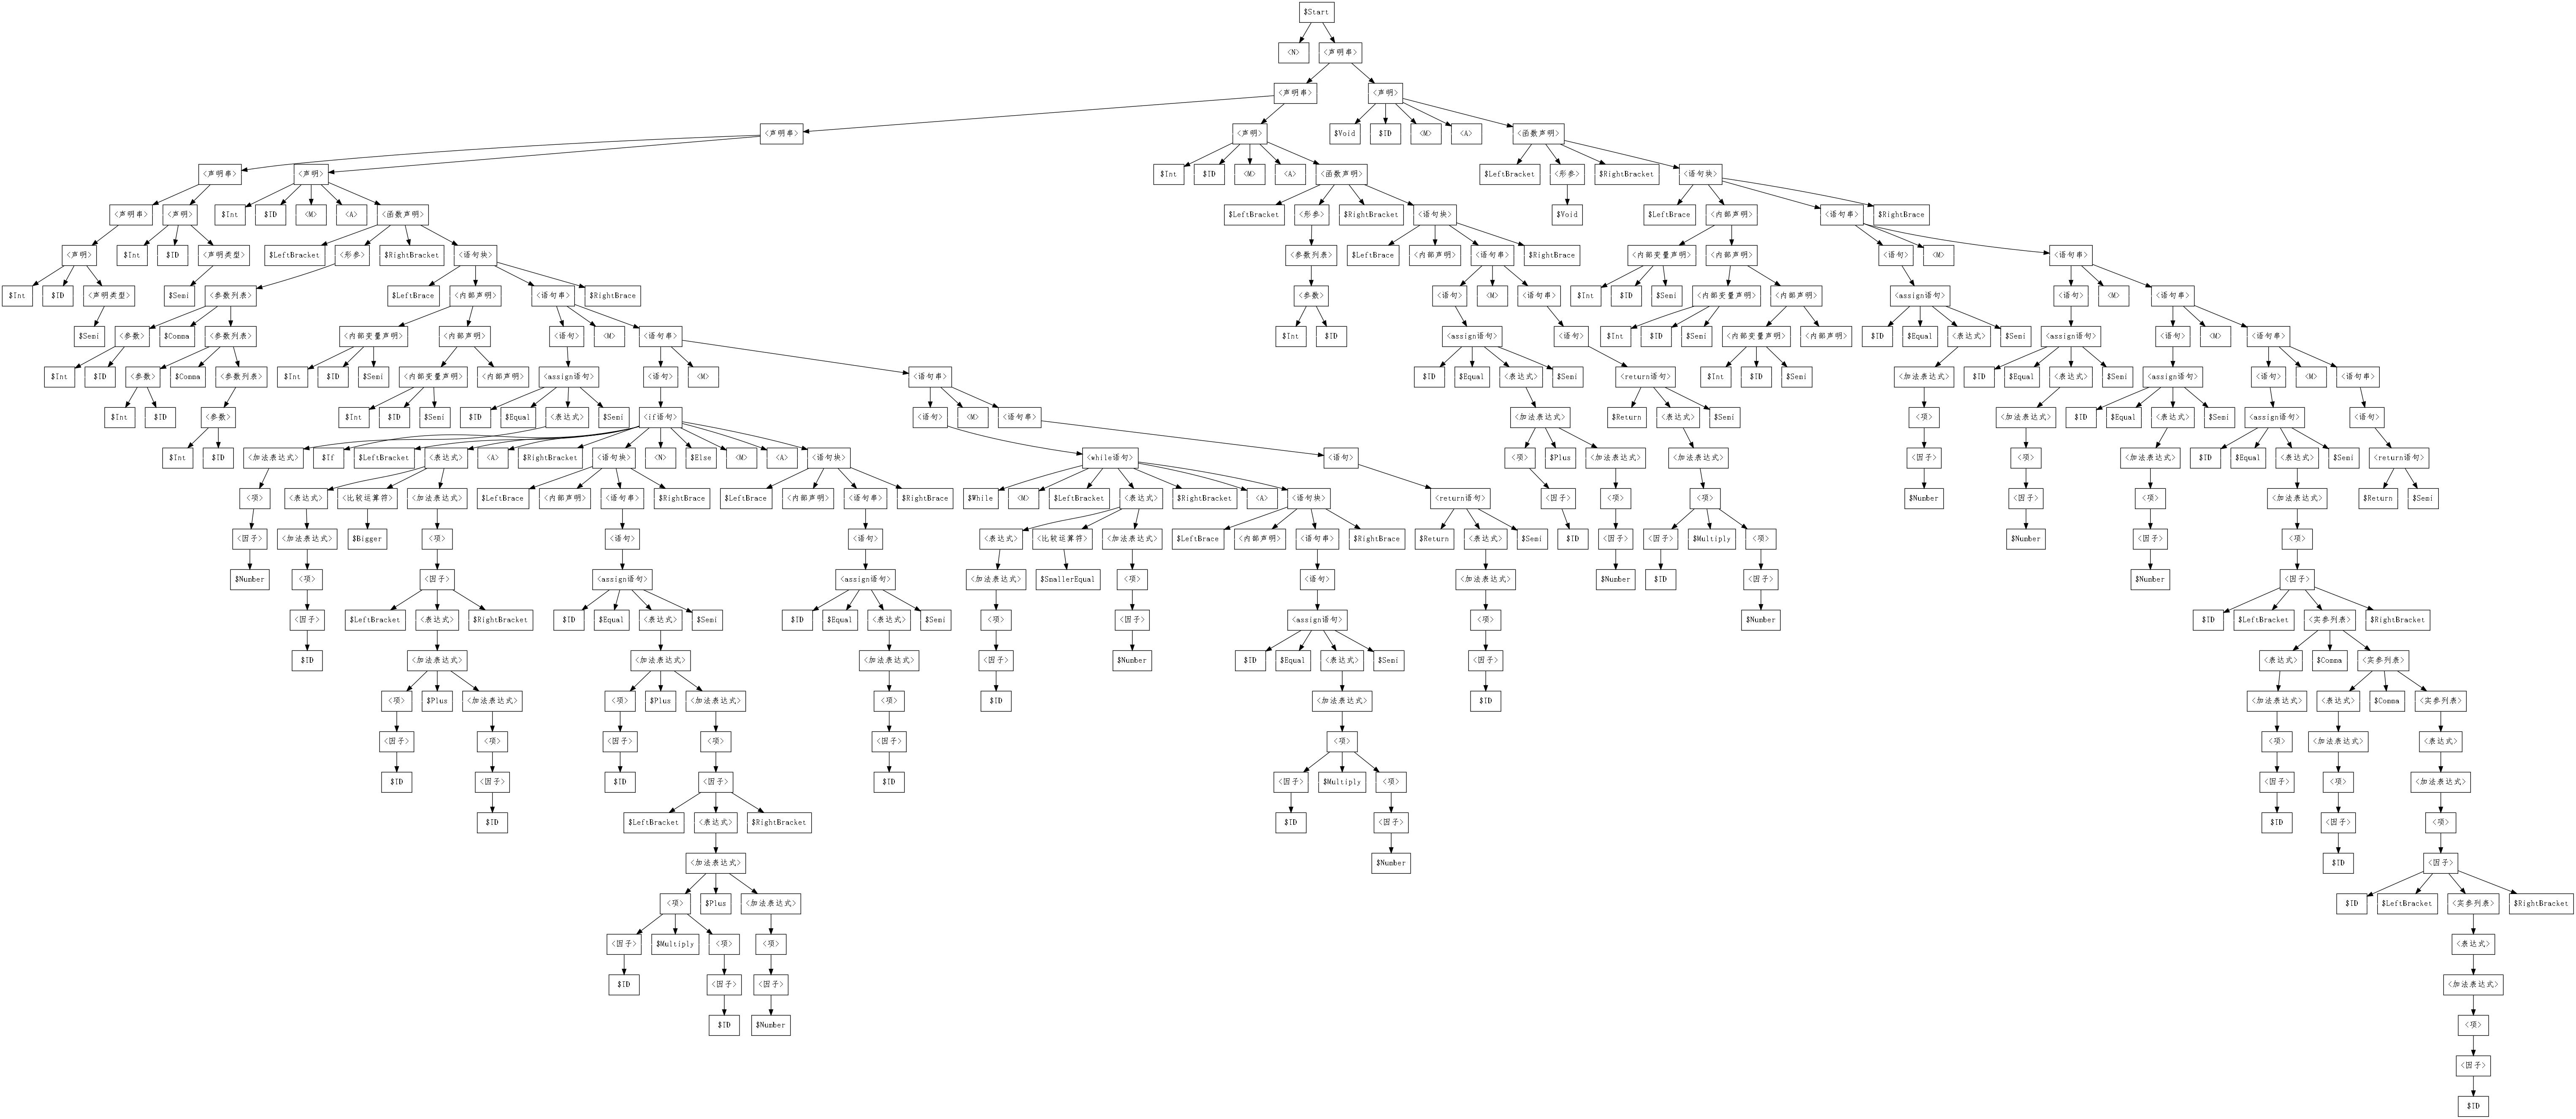 $Start
<N> <声明串>
<声明串> <声明>
<声明串> <声明> $Void $ID <M> <A> <函数声明>
<声明串> <声明> $Int $ID <M> <A> <函数声明> $LeftBracket <形参> $RightBracket <语句块>
<声明串> <声明> $Int $ID <M> <A> <函数声明> $LeftBracket <形参> $RightBracket <语句块> $Void $LeftBrace <内部声明> <语句串> $RightBrace
<声明> $Int $ID <声明类型> $LeftBracket <形参> $RightBracket <语句块> <参数列表> $LeftBrace <内部声明> <语句串> $RightBrace <内部变量声明> <内部声明> <语句> <M> <语句串>
$Int $ID <声明类型> $Semi <参数列表> $LeftBrace <内部声明> <语句串> $RightBrace <参数> <语句> <M> <语句串> $Int $ID $Semi <内部变量声明> <内部声明> <assign语句> <语句> <M> <语句串>
$Semi <参数> $Comma <参数列表> <内部变量声明> <内部声明> <语句> <M> <语句串> $Int $ID <assign语句> <语句> $Int $ID $Semi <内部变量声明> <内部声明> $ID $Equal <表达式> $Semi <assign语句> <语句> <M> <语句串>
$Int $ID <参数> $Comma <参数列表> $Int $ID $Semi <内部变量声明> <内部声明> <assign语句> <语句> <M> <语句串> $ID $Equal <表达式> $Semi <return语句> $Int $ID $Semi <加法表达式> $ID $Equal <表达式> $Semi <assign语句> <语句> <M> <语句串>
$Int $ID <参数> $Int $ID $Semi $ID $Equal <表达式> $Semi <if语句> <语句> <M> <语句串> <加法表达式> $Return <表达式> $Semi <项> <加法表达式> $ID $Equal <表达式> $Semi <assign语句> <语句>
$Int $ID <加法表达式> $If $LeftBracket <表达式> <A> $RightBracket <语句块> <N> $Else <M> <A> <语句块> <while语句> <语句> <项> $Plus <加法表达式> <加法表达式> <因子> <项> <加法表达式> $ID $Equal <表达式> $Semi <return语句>
<项> <表达式> <比较运算符> <加法表达式> $LeftBrace <内部声明> <语句串> $RightBrace $LeftBrace <内部声明> <语句串> $RightBrace $While <M> $LeftBracket <表达式> $RightBracket <A> <语句块> <return语句> <因子> <项> <项> $Number <因子> <项> <加法表达式> $Return $Semi
<因子> <加法表达式> $Bigger <项> <语句> <语句> <表达式> <比较运算符> <加法表达式> $LeftBrace <内部声明> <语句串> $RightBrace $Return <表达式> $Semi $ID <因子> <因子> $Multiply <项> $Number <因子> <项>
$Number <项> <因子> <assign语句> <assign语句> <加法表达式> $SmallerEqual <项> <语句> <加法表达式> $Number $ID <因子> $Number <因子>
<因子> $LeftBracket <表达式> $RightBracket $ID $Equal <表达式> $Semi $ID $Equal <表达式> $Semi <项> <因子> <assign语句> <项> $Number $ID $LeftBracket <实参列表> $RightBracket
$ID <加法表达式> <加法表达式> <加法表达式> <因子> $Number $ID $Equal <表达式> $Semi <因子> <表达式> $Comma <实参列表>
<项> $Plus <加法表达式> <项> $Plus <加法表达式> <项> $ID <加法表达式> $ID <加法表达式> <表达式> $Comma <实参列表>
<因子> <项> <因子> <项> <因子> <项> <项> <加法表达式> <表达式>
$ID <因子> $ID <因子> $ID <因子> $Multiply <项> <因子> <项> <加法表达式>
$ID $LeftBracket <表达式> $RightBracket $ID <因子> $ID <因子> <项>
<加法表达式> $Number $ID <因子>
<项> $Plus <加法表达式> $ID $LeftBracket <实参列表> $RightBracket
<因子> $Multiply <项> <项> <表达式>
$ID <因子> <因子> <加法表达式>
$ID $Number <项>
<因子>
$ID